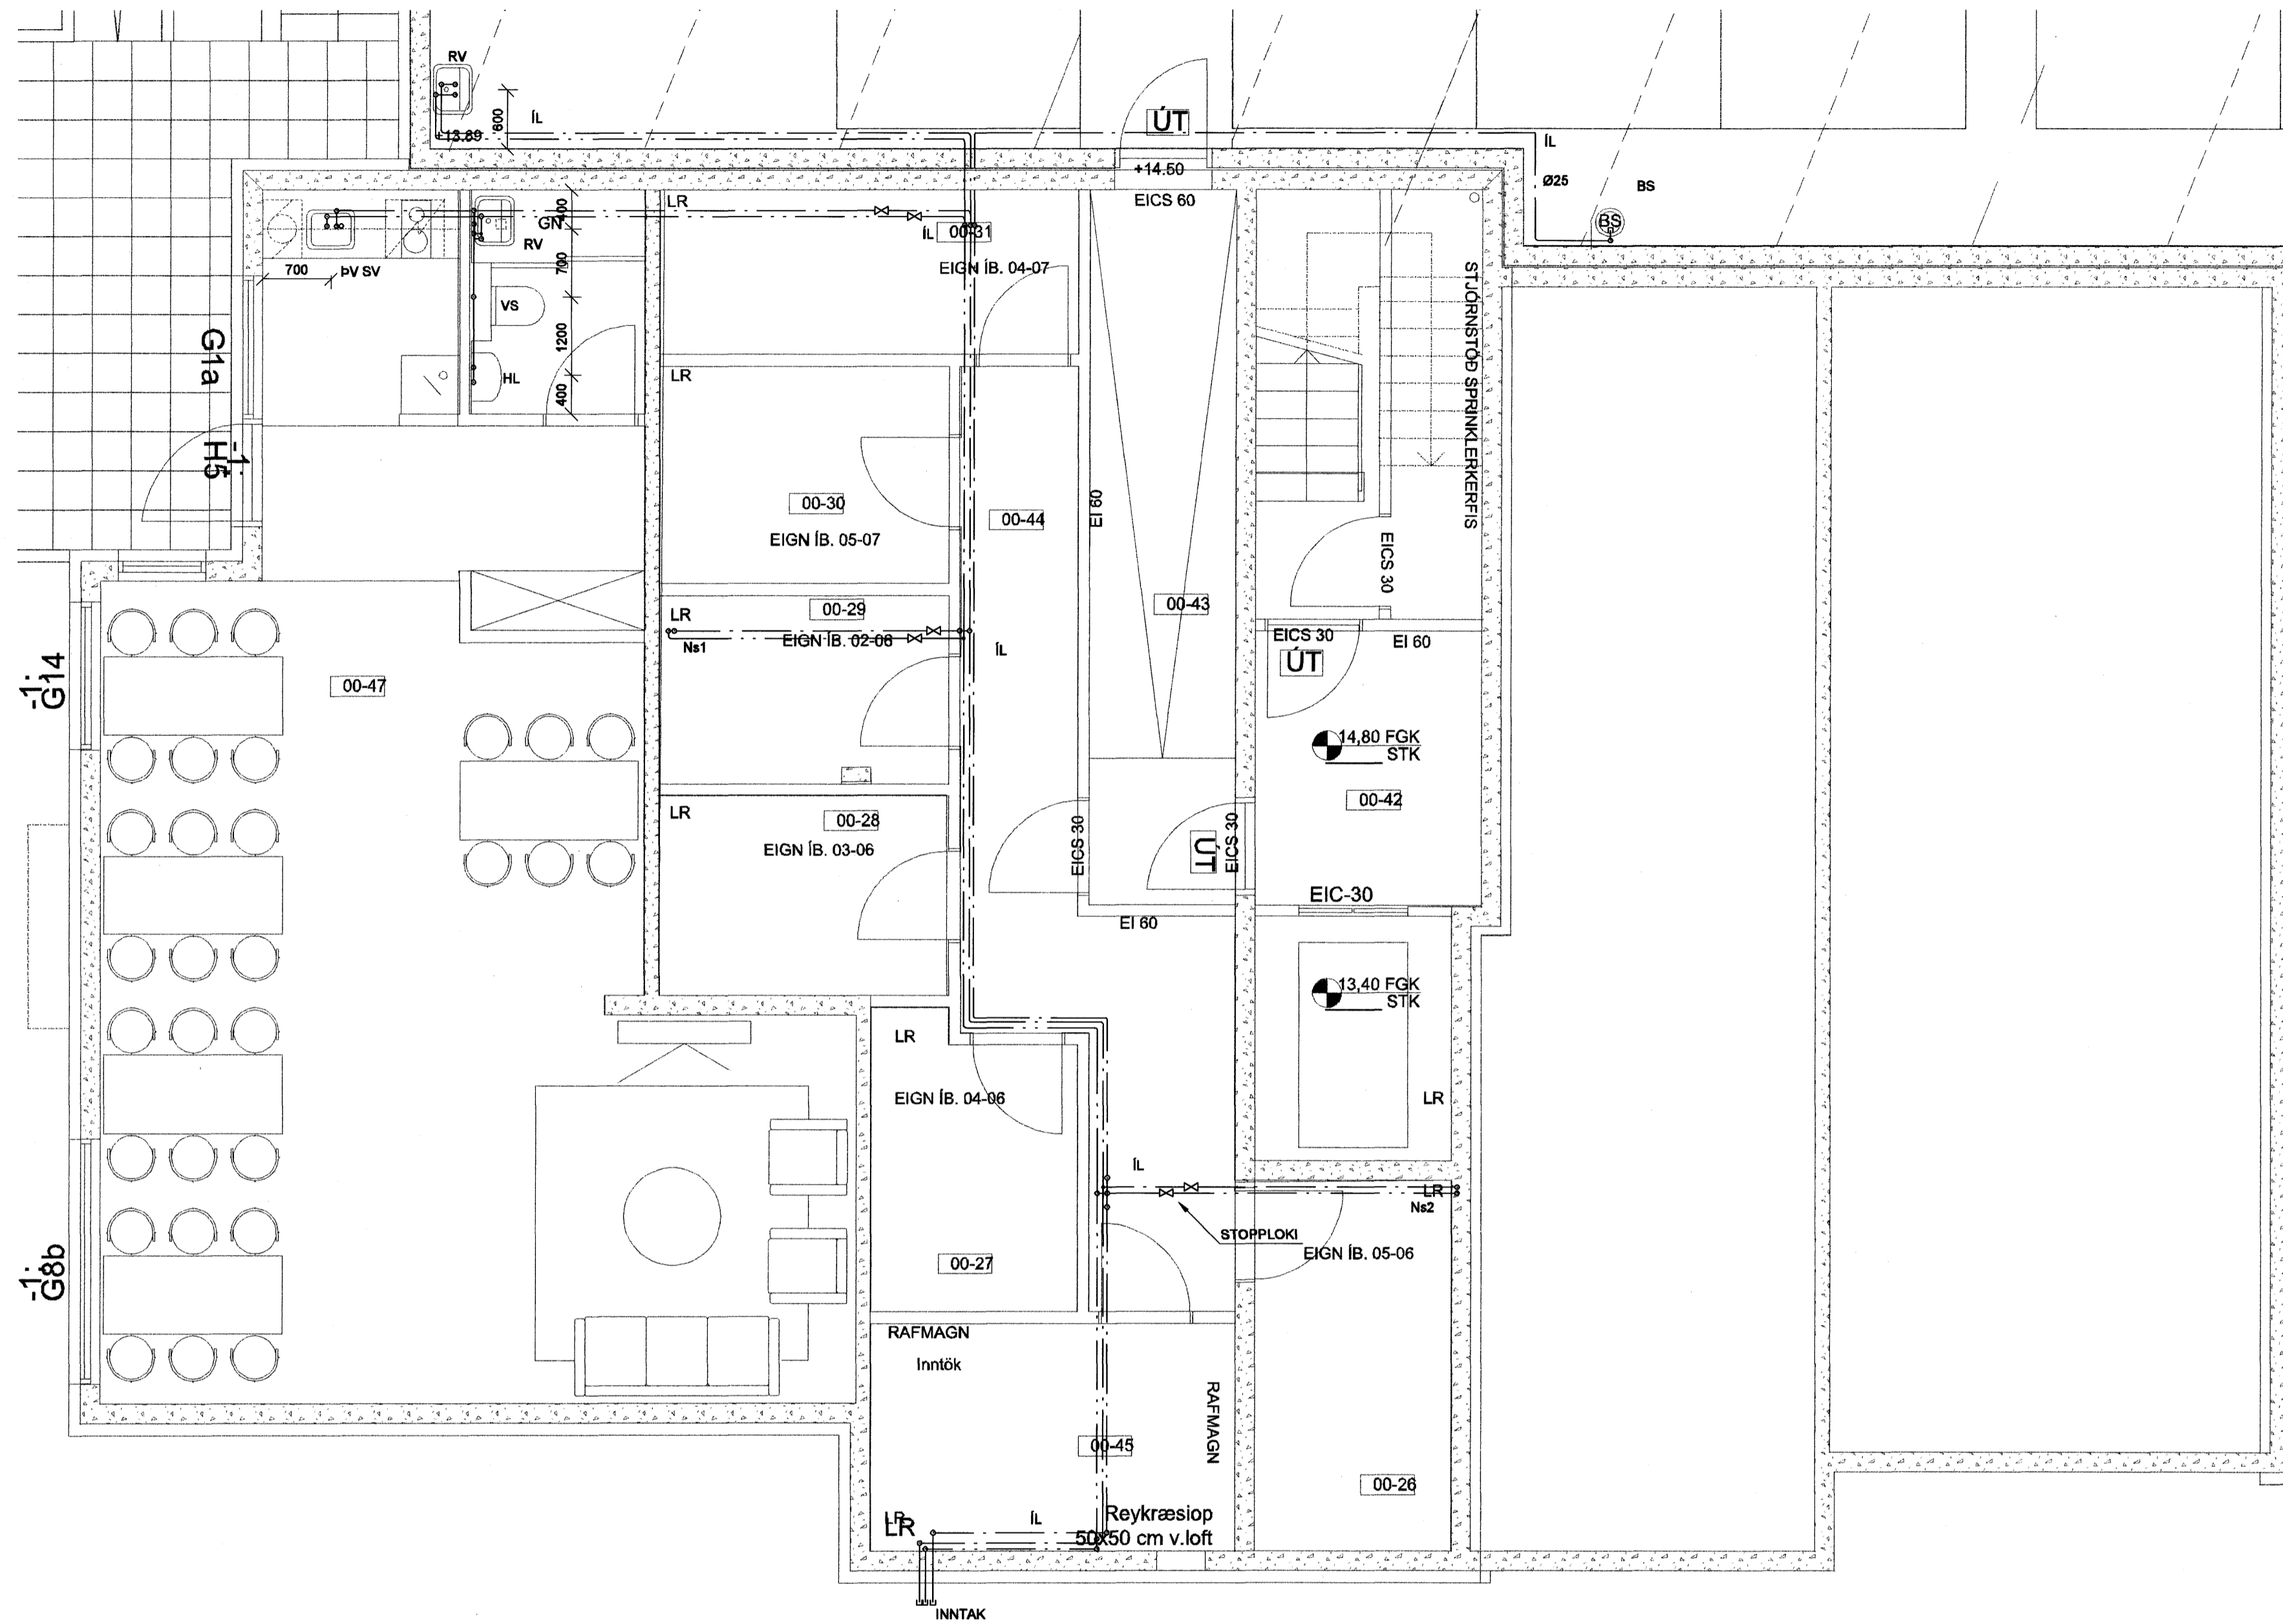 RV
600
+13.89
ÍL
ÚT
+14.50
EICS 60
ÍL
Ø25
BS
BS
LR
400
GN
RV
700
700
ÞV SV
ÍL
00-31
EIGN ÍB. 04-07
VS
1200
HL
400
LR
G1a
-1:
H5
STJÓRNSTÖÐ SPRINKLERKERFIS
00-30
EIGN ÍB. 05-07
00-44
EI 60
EICS 30
00-29
LR
EIGN ÍB. 02-06
Ns1
ÍL
00-43
EICS 30
EI 60
ÚT
-1:
G14
00-47
14,80 FGK
STK
00-42
LR
00-28
EIGN ÍB. 03-06
EICS 30
ÚT
EICS 30
EIC-30
EI 60
13,40 FGK
STK
LR
EIGN ÍB. 04-06
LR
ÍL
LR
Ns2
STOPPLOKI
EIGN ÍB. 05-06
-1:
G8b
00-27
RAFMAGN
Inntök
RAFMAGN
00-45
00-26
LR
LR
ÍL
Reykræsiop
50x50 cm v.loft
INNTAK